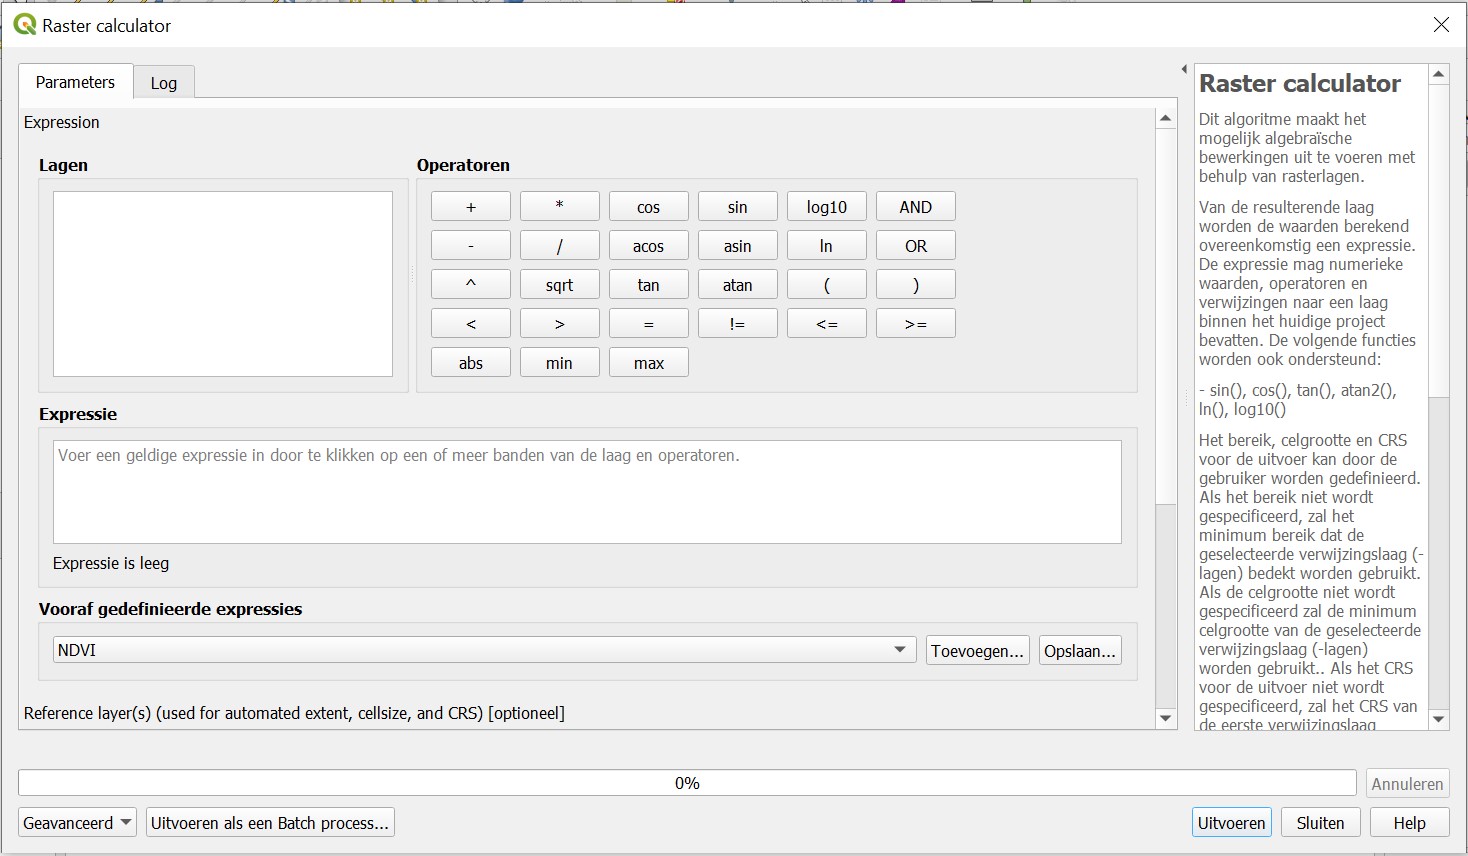 Raster calculator
Parameters
Log
Expression
Lagen
Operatoren
+ * cos sin log10 AND
- / acos asin ln OR
^ sqrt tan atan ( )
< > = != <= >=
abs min max
Expressie
Voer een geldige expressie in door te klikken op een of meer banden van de laag en operatoren.
Expressie is leeg
Vooraf gedefinieerde expressies
NDVI
Toevoegen...
Opslaan...
Reference layer(s) (used for automated extent, cellsize, and CRS) [optioneel]
Raster calculator
Dit algoritme maakt het
mogelijk algebraïsche
bewerkingen uit te voeren met
behulp van rasterlagen.
Van de resulterende laag
worden de waarden berekend
overeenkomstig een expressie.
De expressie mag numerieke
waarden, operatoren en
verwijzingen naar een laag
binnen het huidige project
bevatten. De volgende functies
worden ook ondersteund:
- sin(), cos(), tan(), atan2(),
ln(), log10()
Het bereik, celgrootte en CRS
voor de uitvoer kan door de
gebruiker worden gedefinieerd.
Als het bereik niet wordt
gespecificeerd, zal het
minimum bereik dat de
geselecteerde verwijzingslaag (-
lagen) bedekt worden gebruikt.
Als de celgrootte niet wordt
gespecificeerd zal de minimum
celgrootte van de geselecteerde
verwijzingslaag (-lagen)
worden gebruikt.. Als het CRS
voor de uitvoer niet wordt
gespecificeerd, zal het CRS van
de eerste verwijzingslaag
0%
Annuleren
Geavanceerd
Uitvoeren als een Batch process...
Uitvoeren
Sluiten
Help